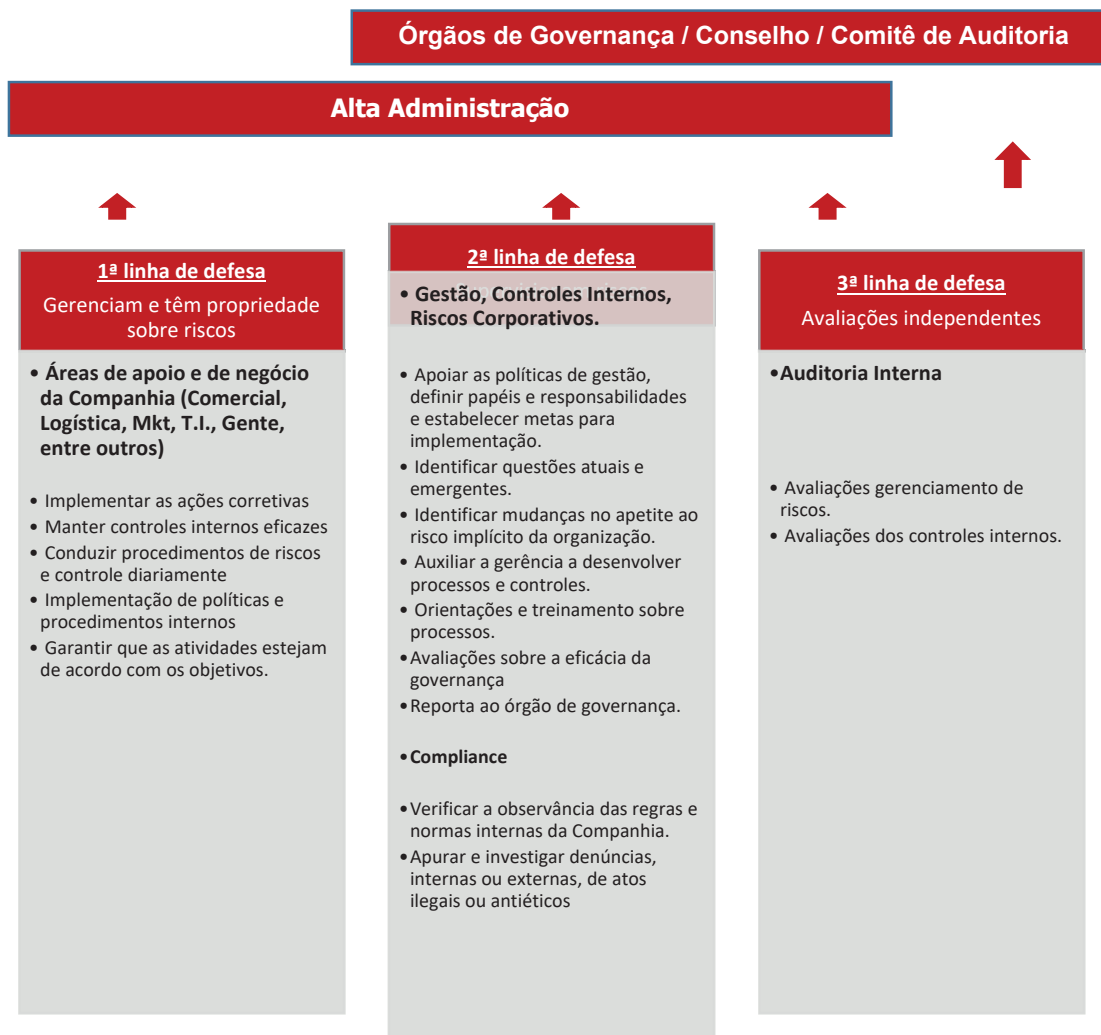 Órgãos de Governança / Conselho / Comitê de Auditoria
Alta Administração
1ª linha de defesa
Gerenciam e têm propriedade
sobre riscos
• Áreas de apoio e de negócio
da Companhia (Comercial,
Logística, Mkt, T.I., Gente,
entre outros)
• Implementar as ações corretivas
• Manter controles internos eficazes
• Conduzir procedimentos de riscos
e controle diariamente
• Implementação de políticas e
procedimentos internos
• Garantir que as atividades estejam
de acordo com os objetivos.
2ª linha de defesa
• Gestão, Controles Internos,
Riscos Corporativos.
• Apoiar as políticas de gestão,
definir papéis e responsabilidades
e estabelecer metas para
implementação.
• Identificar questões atuais e
emergentes.
• Identificar mudanças no apetite ao
risco implícito da organização.
• Auxiliar a gerência a desenvolver
processos e controles.
• Orientações e treinamento sobre
processos.
• Avaliações sobre a eficácia da
governança
• Reporta ao órgão de governança.
• Compliance
• Verificar a observância das regras e
normas internas da Companhia.
• Apurar e investigar denúncias,
internas ou externas, de atos
ilegais ou antiéticos
3ª linha de defesa
Avaliações independentes
• Auditoria Interna
• Avaliações gerenciamento de
riscos.
• Avaliações dos controles internos.